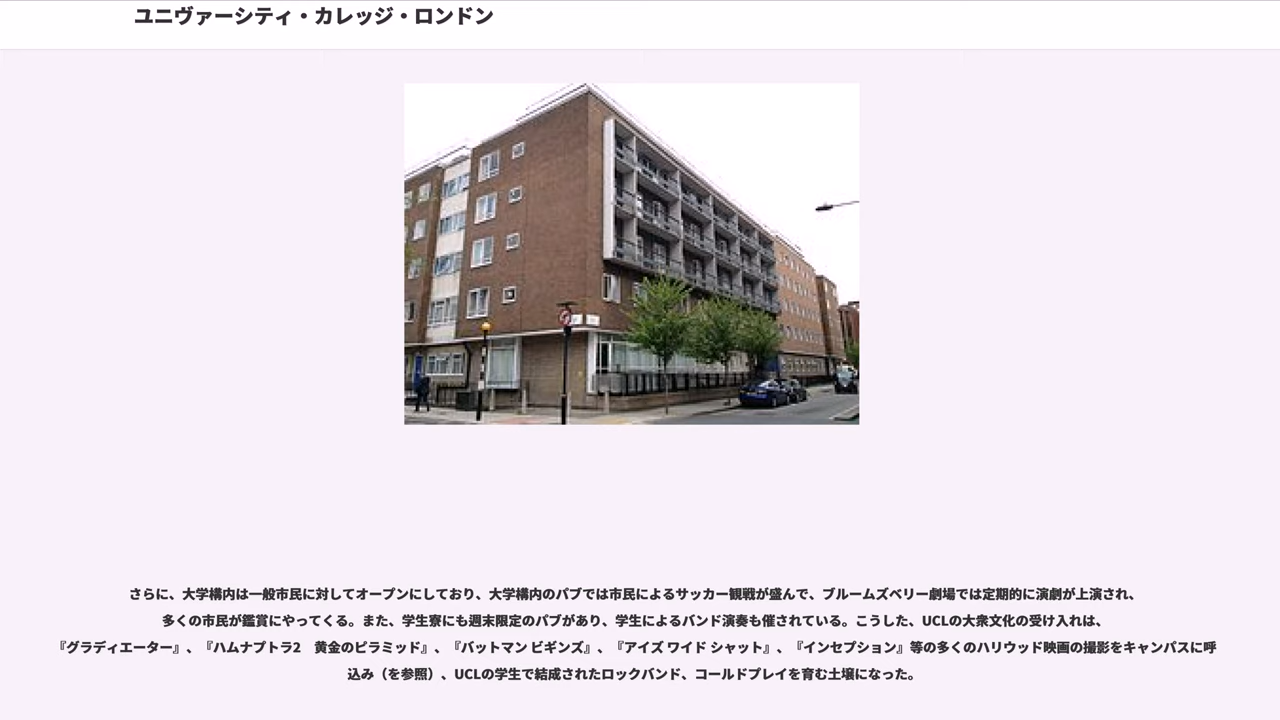 ユニヴァーシティ・カレッジ・ロンドン
さらに、大学構内は一般市民に対してオープンにしており、大学構内のパブでは市民によるサッカー観戦が盛んで、ブルームズベリー劇場では定期的に演劇が上演され、
多くの市民が鑑賞にやってくる。また、学生寮にも週末限定のパブがあり、学生によるバンド演奏も催されている。こうした、UCLの大衆文化の受け入れは、
『グラディエーター』、『ハムナプトラ2　黄金のピラミッド』、『バットマン ビギンズ』、『アイズ ワイド シャット』、『インセプション』等の多くのハリウッド映画の撮影をキャンパスに呼
込み（を参照）、UCLの学生で結成されたロックバンド、コールドプレイを育む土壌になった。